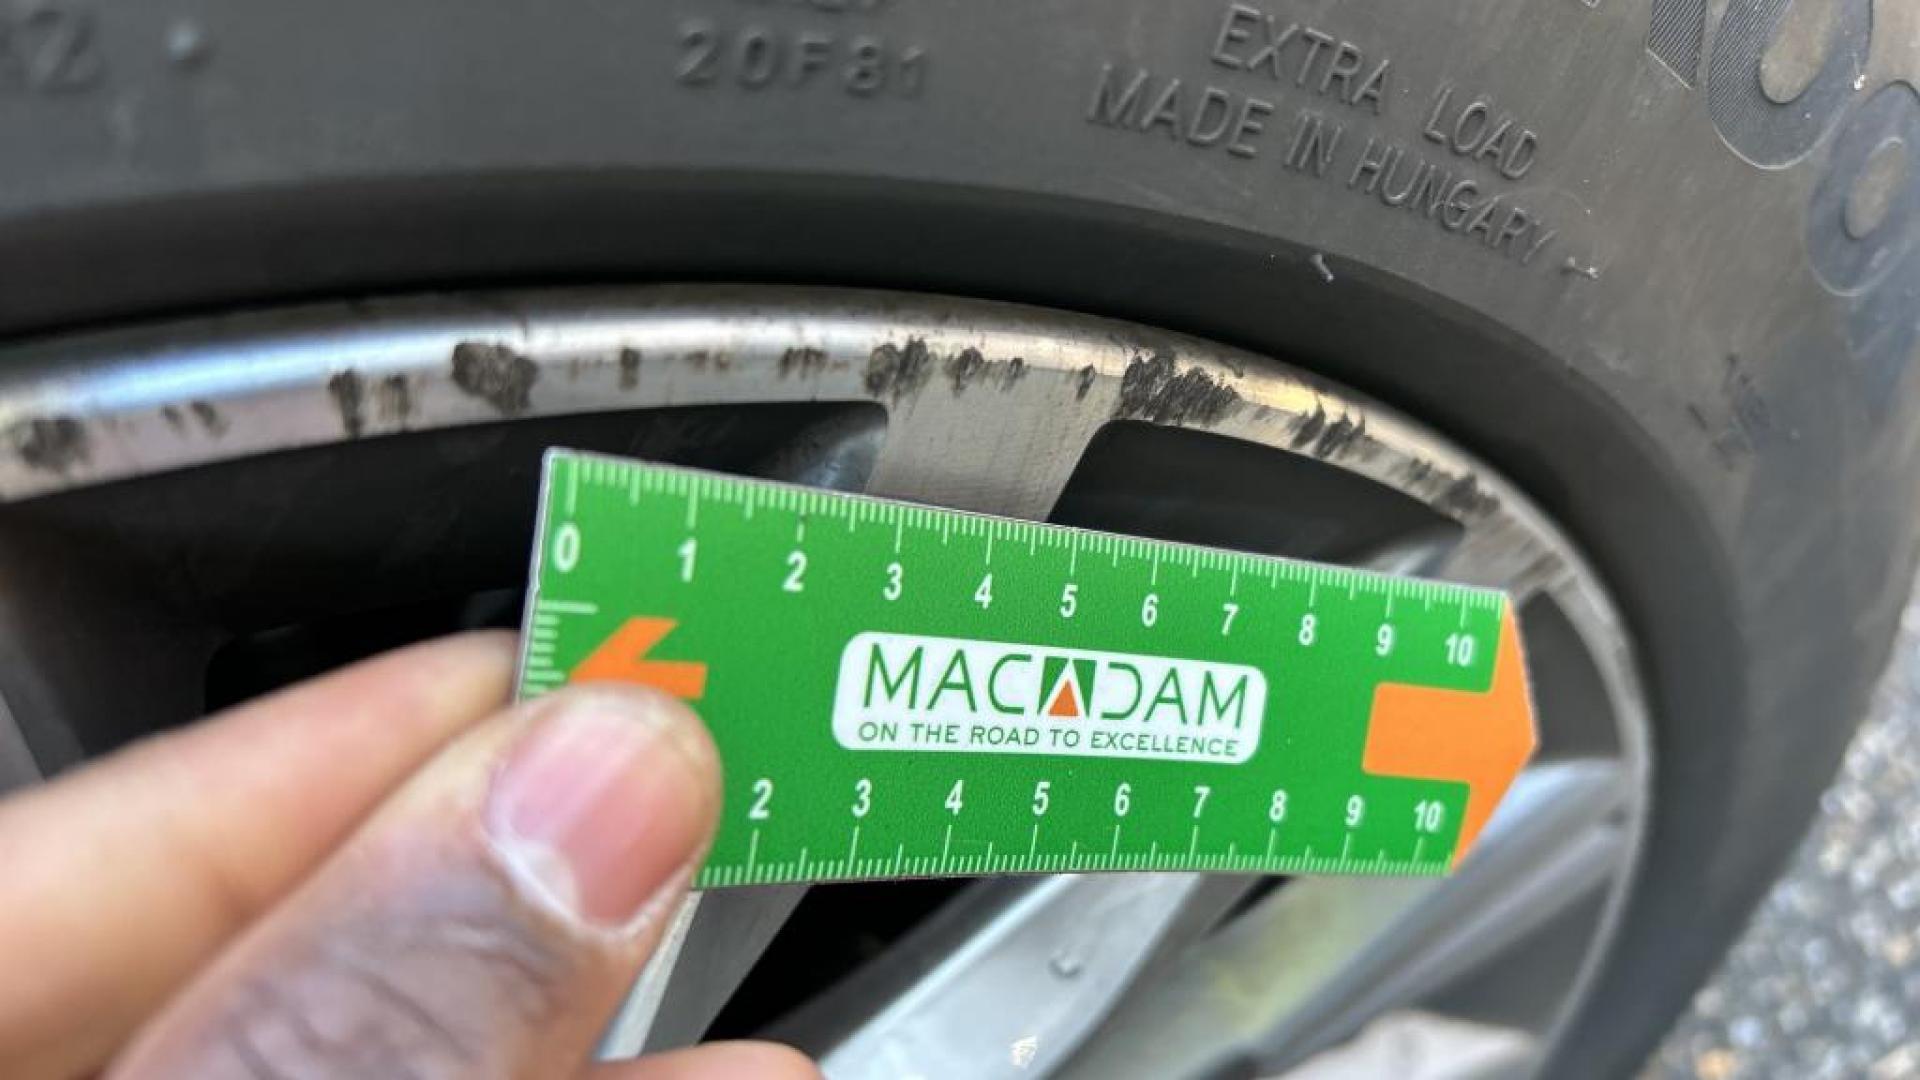 20F81
EXTRA LOAD
MADE IN HUNGARY
0 1 2 3 4 5 6 7 8 9 10
MACADAM
ON THE ROAD TO EXCELLENCE
2 3 4 5 6 7 8 9 10